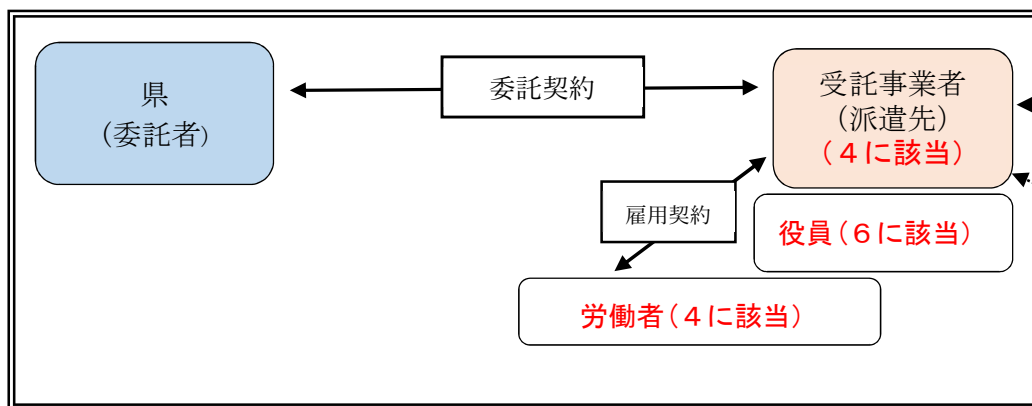 県
（委託者）
委託契約
受託事業者
（派遣先）
（４に該当）
雇用契約
役員（６に該当）
労働者（４に該当）